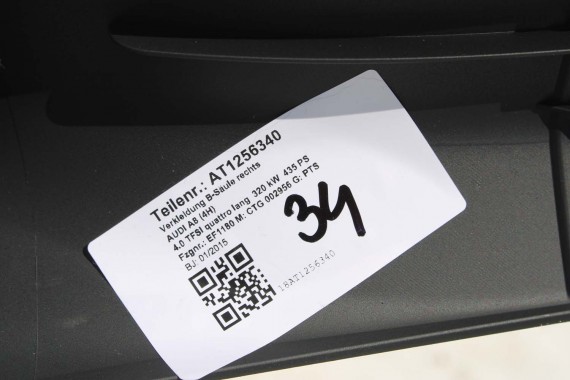 Teilenr.: AT1256340
Verkleidung B-Säule rechts
AUDI A8 (4H)
4.0 TFSI quattro lang 320 kW 435 PS
Fzgnr.: EF1180 M: CTG 002956 G: PTS
BJ: 01/2015
34
18AT1256340